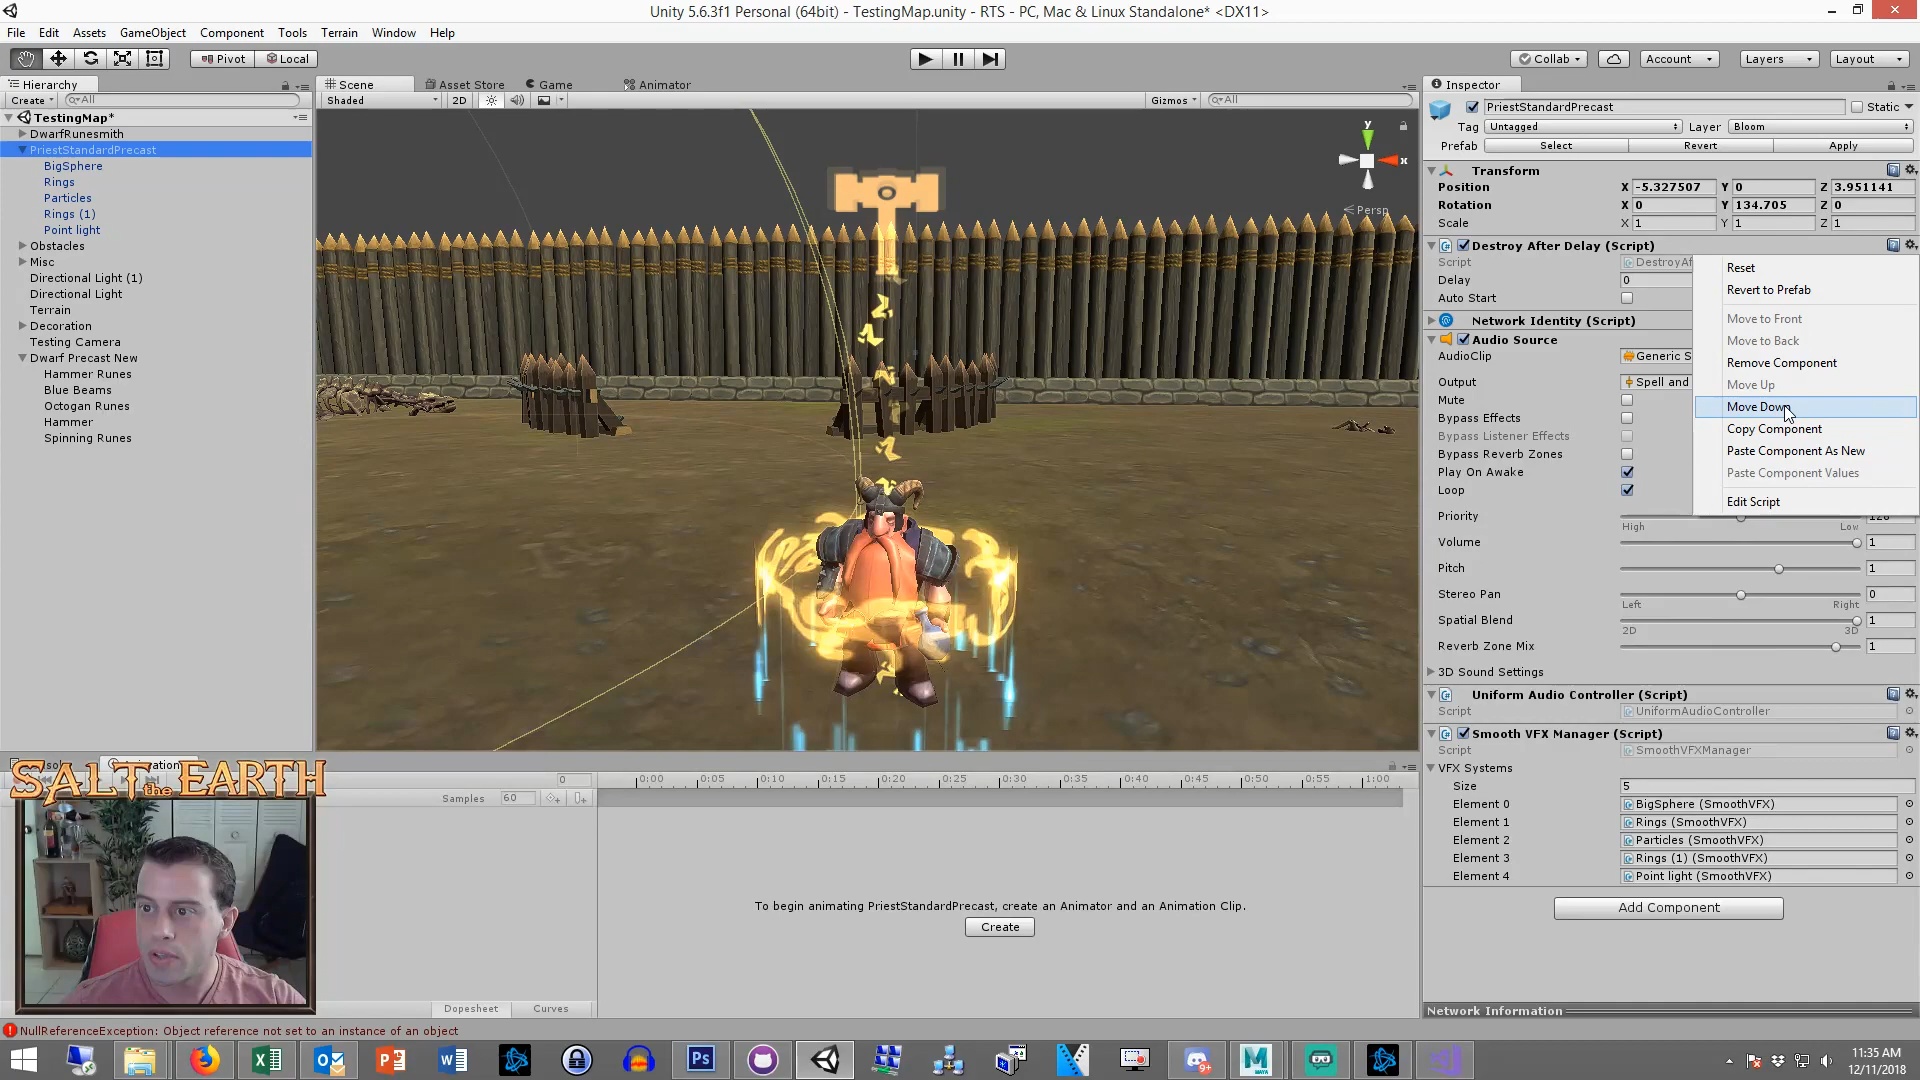 Unity 5.6.3f1 Personal (64bit) - TestingMap.unity - RTS - PC, Mac & Linux Standalone* <DX11>
File Edit Assets GameObject Component Tools Terrain Window Help
Pivot Local
Collab Account Layers Layout
Hierarchy
Create All
TestingMap*
DwarfRunesmith
PriestStandardPrecast
BigSphere
Rings
Particles
Rings (1)
Point light
Obstacles
Misc
Directional Light (1)
Directional Light
Terrain
Decoration
Testing Camera
Dwarf Precast New
Hammer Runes
Blue Beams
Octogan Runes
Hammer
Spinning Runes
Scene Asset Store Game Animator
Shaded 2D Gizmos All
y
x
Persp
Inspector
PriestStandardPrecast Static
Tag Untagged Layer Bloom
Prefab Select Revert Apply
Transform
Position X -5.327507 Y 0 Z 3.951141
Rotation X 0 Y 134.705 Z 0
Scale X 1 Y 1 Z 1
Destroy After Delay (Script)
Script DestroyAf
Delay 0
Auto Start
Network Identity (Script)
Audio Source
AudioClip Generic S
Output Spell and
Mute
Bypass Effects
Bypass Listener Effects
Bypass Reverb Zones
Play On Awake
Loop
Priority 128
High Low
Volume 1
Pitch 1
Stereo Pan 0
Left Right
Spatial Blend 1
2D 3D
Reverb Zone Mix 1
3D Sound Settings
Uniform Audio Controller (Script)
Script UniformAudioController
Smooth VFX Manager (Script)
Script SmoothVFXManager
VFX Systems
Size 5
Element 0 BigSphere (SmoothVFX)
Element 1 Rings (SmoothVFX)
Element 2 Particles (SmoothVFX)
Element 3 Rings (1) (SmoothVFX)
Element 4 Point light (SmoothVFX)
Add Component
Network Information
Reset
Revert to Prefab
Move to Front
Move to Back
Remove Component
Move Up
Move Down
Copy Component
Paste Component As New
Paste Component Values
Edit Script
SALT the EARTH
0 0:00 0:05 0:10 0:15 0:20 0:25 0:30 0:35 0:40 0:45 0:50 0:55 1:00
Samples 60
To begin animating PriestStandardPrecast, create an Animator and an Animation Clip.
Create
Dopesheet Curves
NullReferenceException: Object reference not set to an instance of an object
11:35 AM
12/11/2018